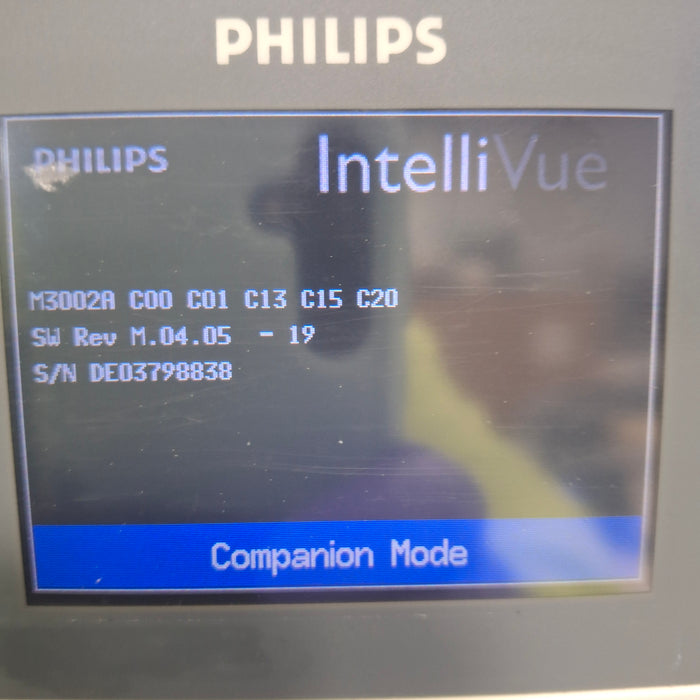 PHILIPS
PHILIPS IntelliVue
M3002A C00 C01 C13 C15 C20
SW Rev M.04.05 - 19
S/N DE03798838
Companion Mode